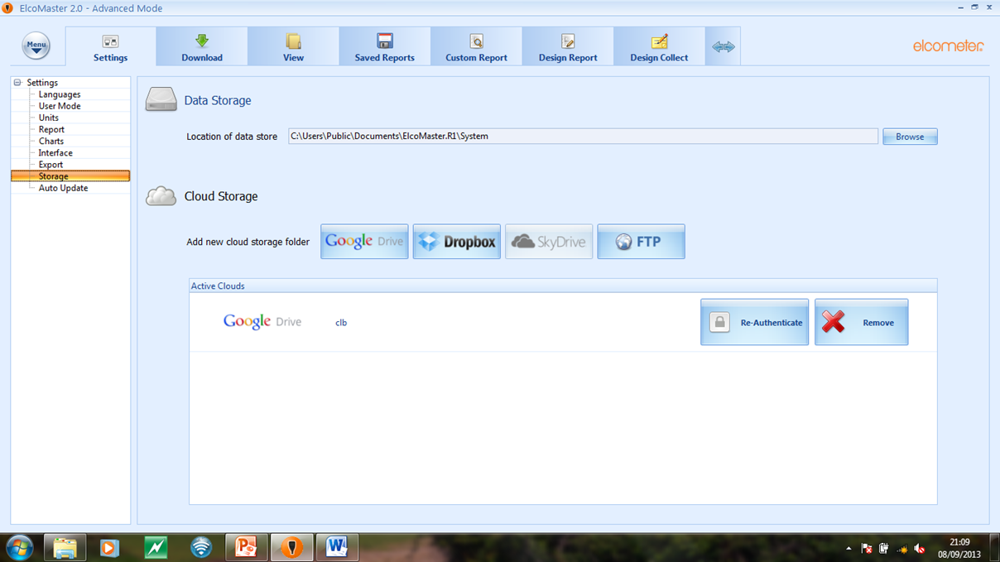 ElcoMaster 2.0 - Advanced Mode
Menu
Settings
Download
View
Saved Reports
Custom Report
Design Report
Design Collect
elcometer
Settings
Languages
User Mode
Units
Report
Charts
Interface
Export
Storage
Auto Update
Data Storage
Location of data store
C:\Users\Public\Documents\ElcoMaster.R1\System
Browse
Cloud Storage
Add new cloud storage folder
Google Drive
Dropbox
SkyDrive
FTP
Active Clouds
Google Drive
clb
Re-Authenticate
Remove
21:09
08/09/2013